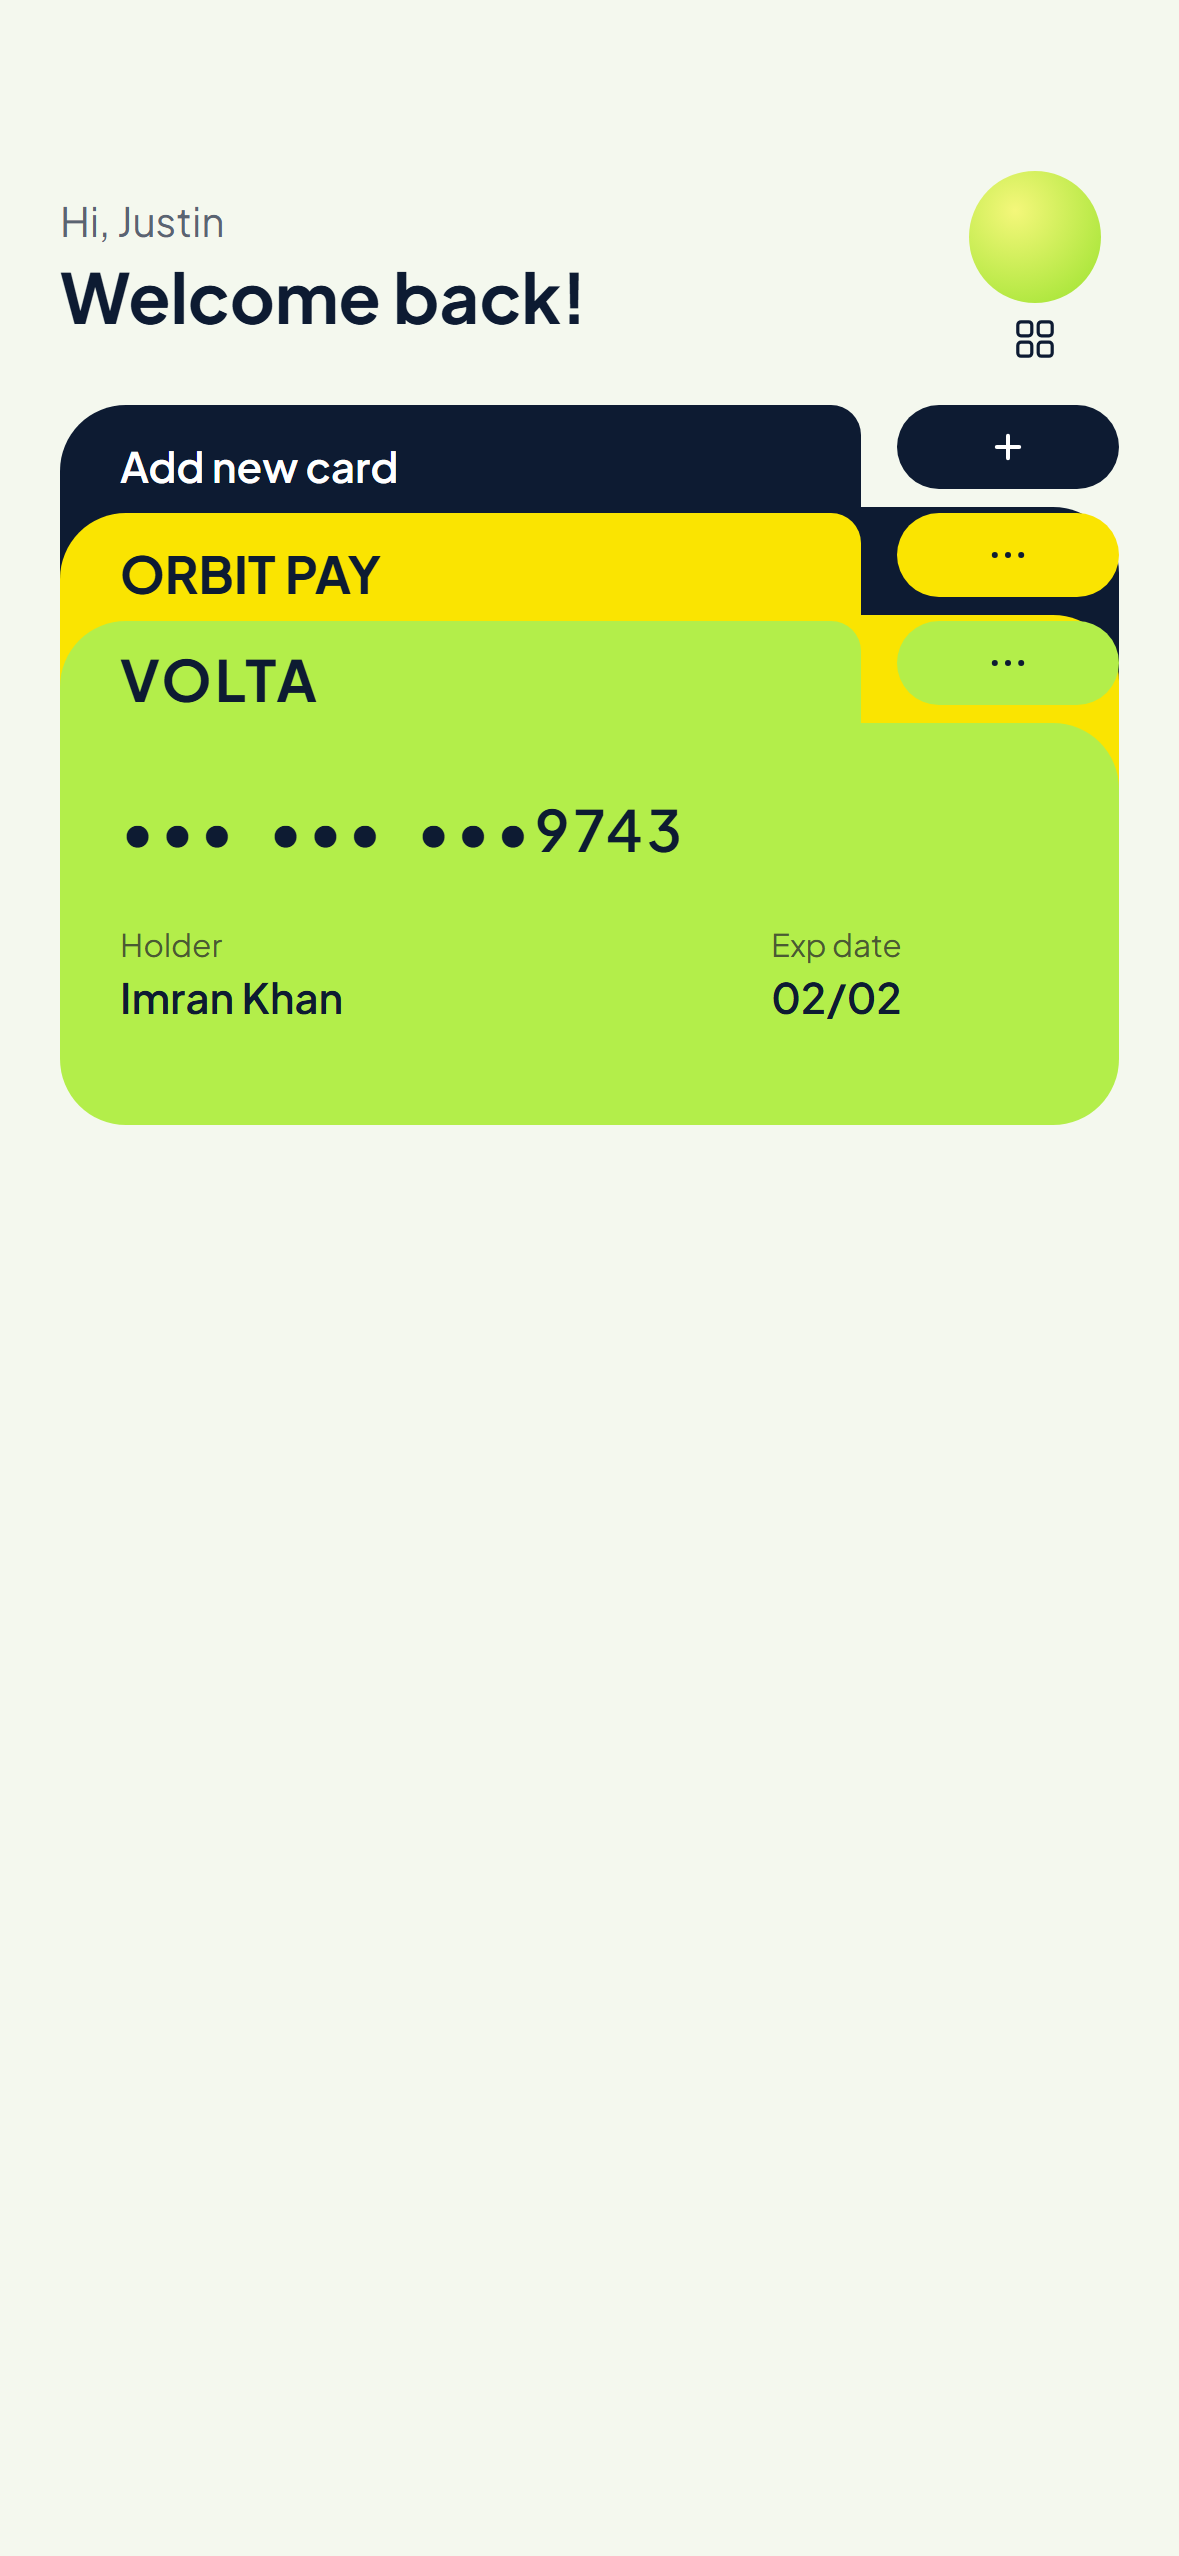 Hi, Justin
Welcome back!
Add new card
ORBIT PAY
VOLTA
••• ••• •••9743
Holder
Exp date
Imran Khan
02/02